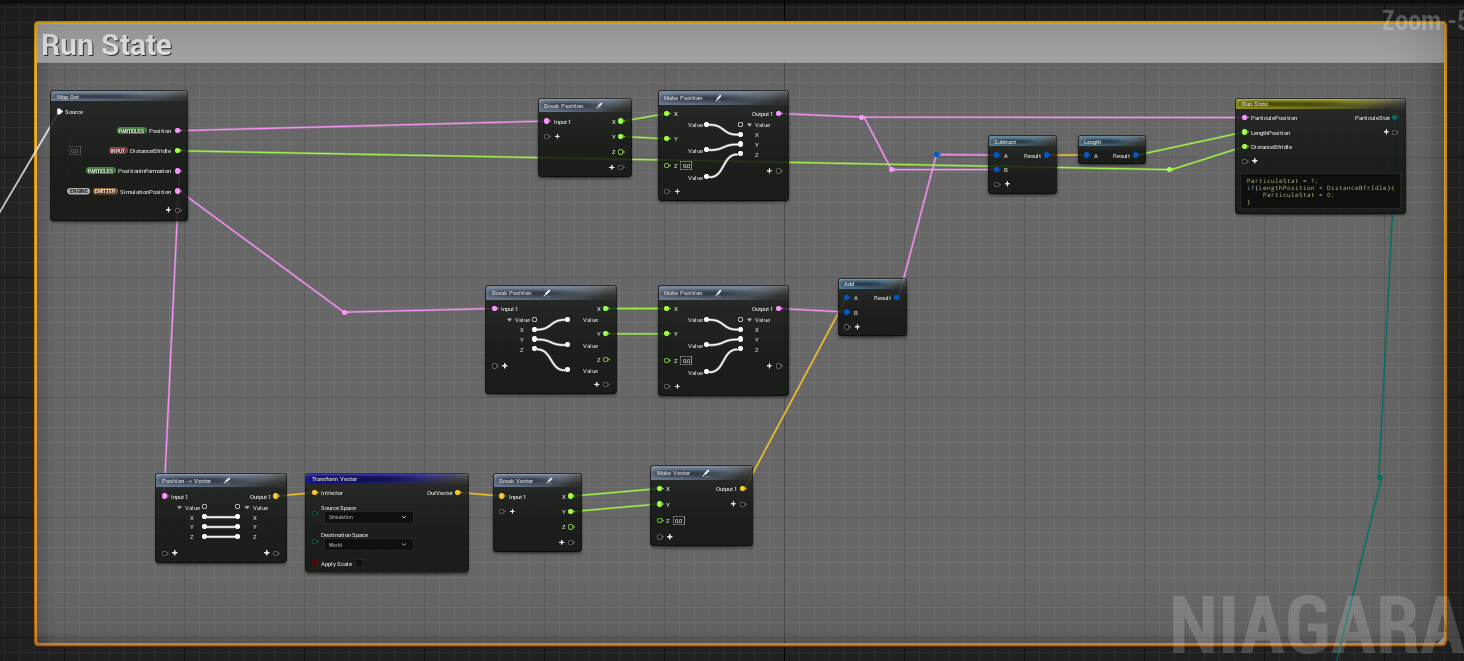 Zoom -5
Run State
Map Get
Source
PARTICLES Position
0,0 INPUT DistanceBfrIdle
PARTICLES PositionInFormation
ENGINE EMITTER SimulationPosition
Break Position
Input 1 X
Y
Z
Make Position
X Output 1
Value Value
X
Y Y
Value Z
Z 0,0
Value
Subtract
A Result
B
Length
A Result
Run State
ParticulePosition ParticuleStat
LengthPosition
DistanceBfrIdle
ParticuleStat = 1;
if(LengthPosition < DistanceBfrIdle){
ParticuleStat = 0;
}
Break Position
Input 1 X
Value Value
X
Y Y
Z Value
Z
Value
Make Position
X Output 1
Value Value
X
Y Y
Value Z
Z 0,0
Value
Add
A Result
B
Position -> Vector
Input 1 Output 1
Value Value
X X
Y Y
Z Z
Transform Vector
InVector OutVector
Source Space
Simulation
Destination Space
World
Apply Scale
Break Vector
Input 1 X
Y
Z
Make Vector
X Output 1
Y
Z 0,0
NIAGARA